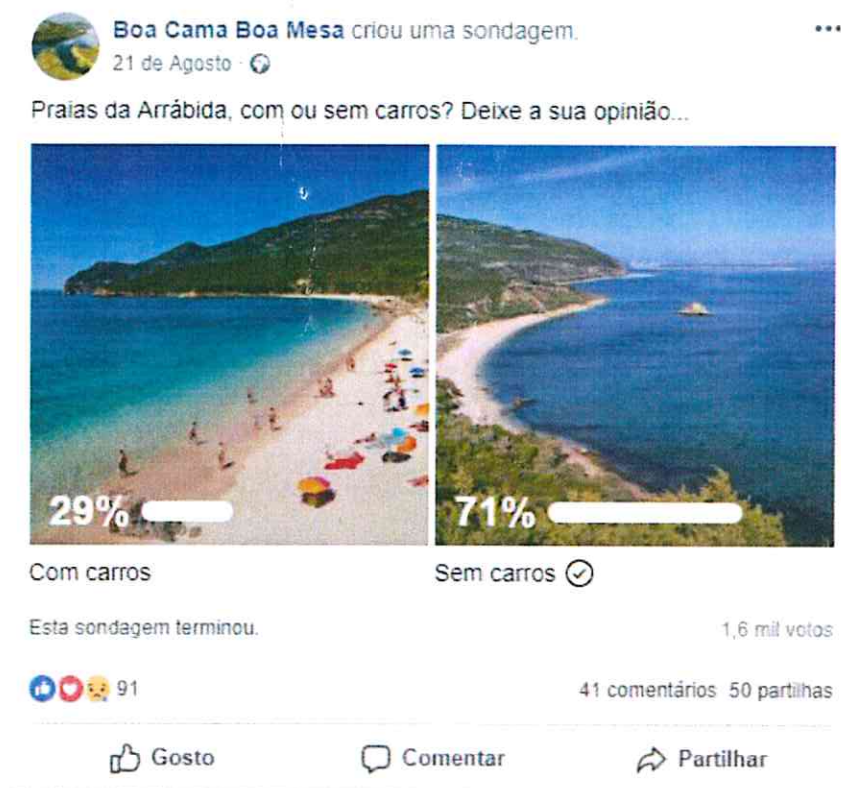 Boa Cama Boa Mesa criou uma sondagem.
21 de Agosto ·
Praias da Arrábida, com ou sem carros? Deixe a sua opinião...
29%
71%
Com carros
Sem carros
Esta sondagem terminou.
1,6 mil votos
91
41 comentários 50 partilhas
Gosto
Comentar
Partilhar